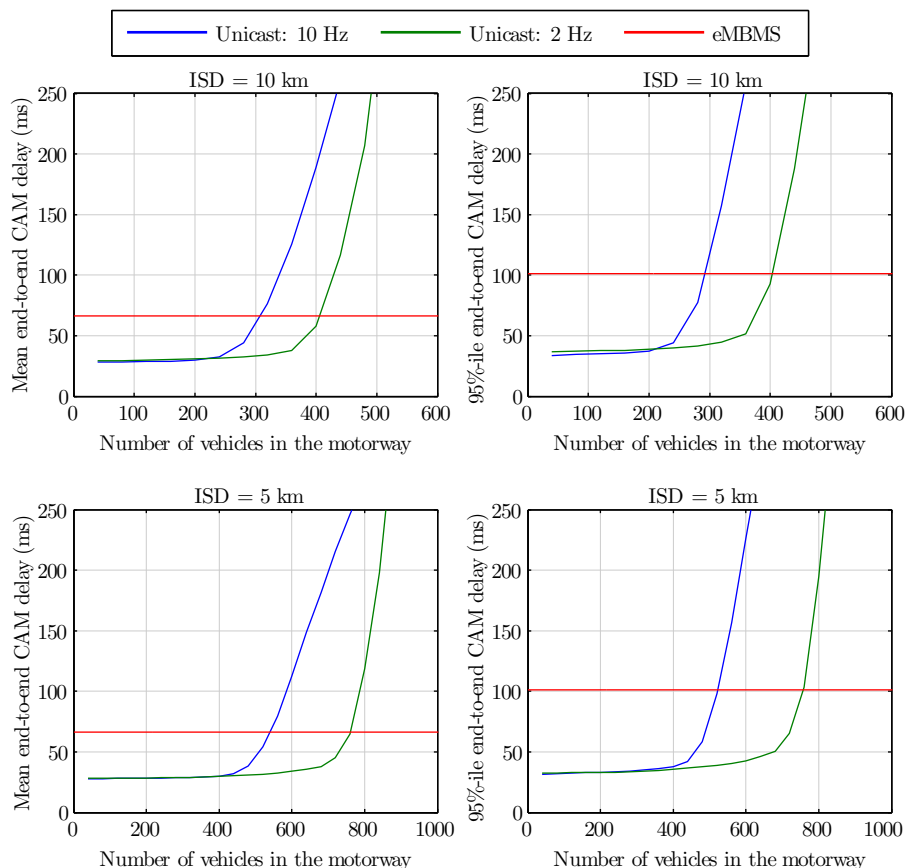 Unicast: 10 Hz Unicast: 2 Hz eMBMS
ISD = 10 km
250
200
150
100
50
0
0 100 200 300 400 500 600
Mean end-to-end CAM delay (ms)
Number of vehicles in the motorway
ISD = 10 km
250
200
150
100
50
0
0 100 200 300 400 500 600
95%-ile end-to-end CAM delay (ms)
Number of vehicles in the motorway
ISD = 5 km
250
200
150
100
50
0
0 200 400 600 800 1000
Mean end-to-end CAM delay (ms)
Number of vehicles in the motorway
ISD = 5 km
250
200
150
100
50
0
0 200 400 600 800 1000
95%-ile end-to-end CAM delay (ms)
Number of vehicles in the motorway